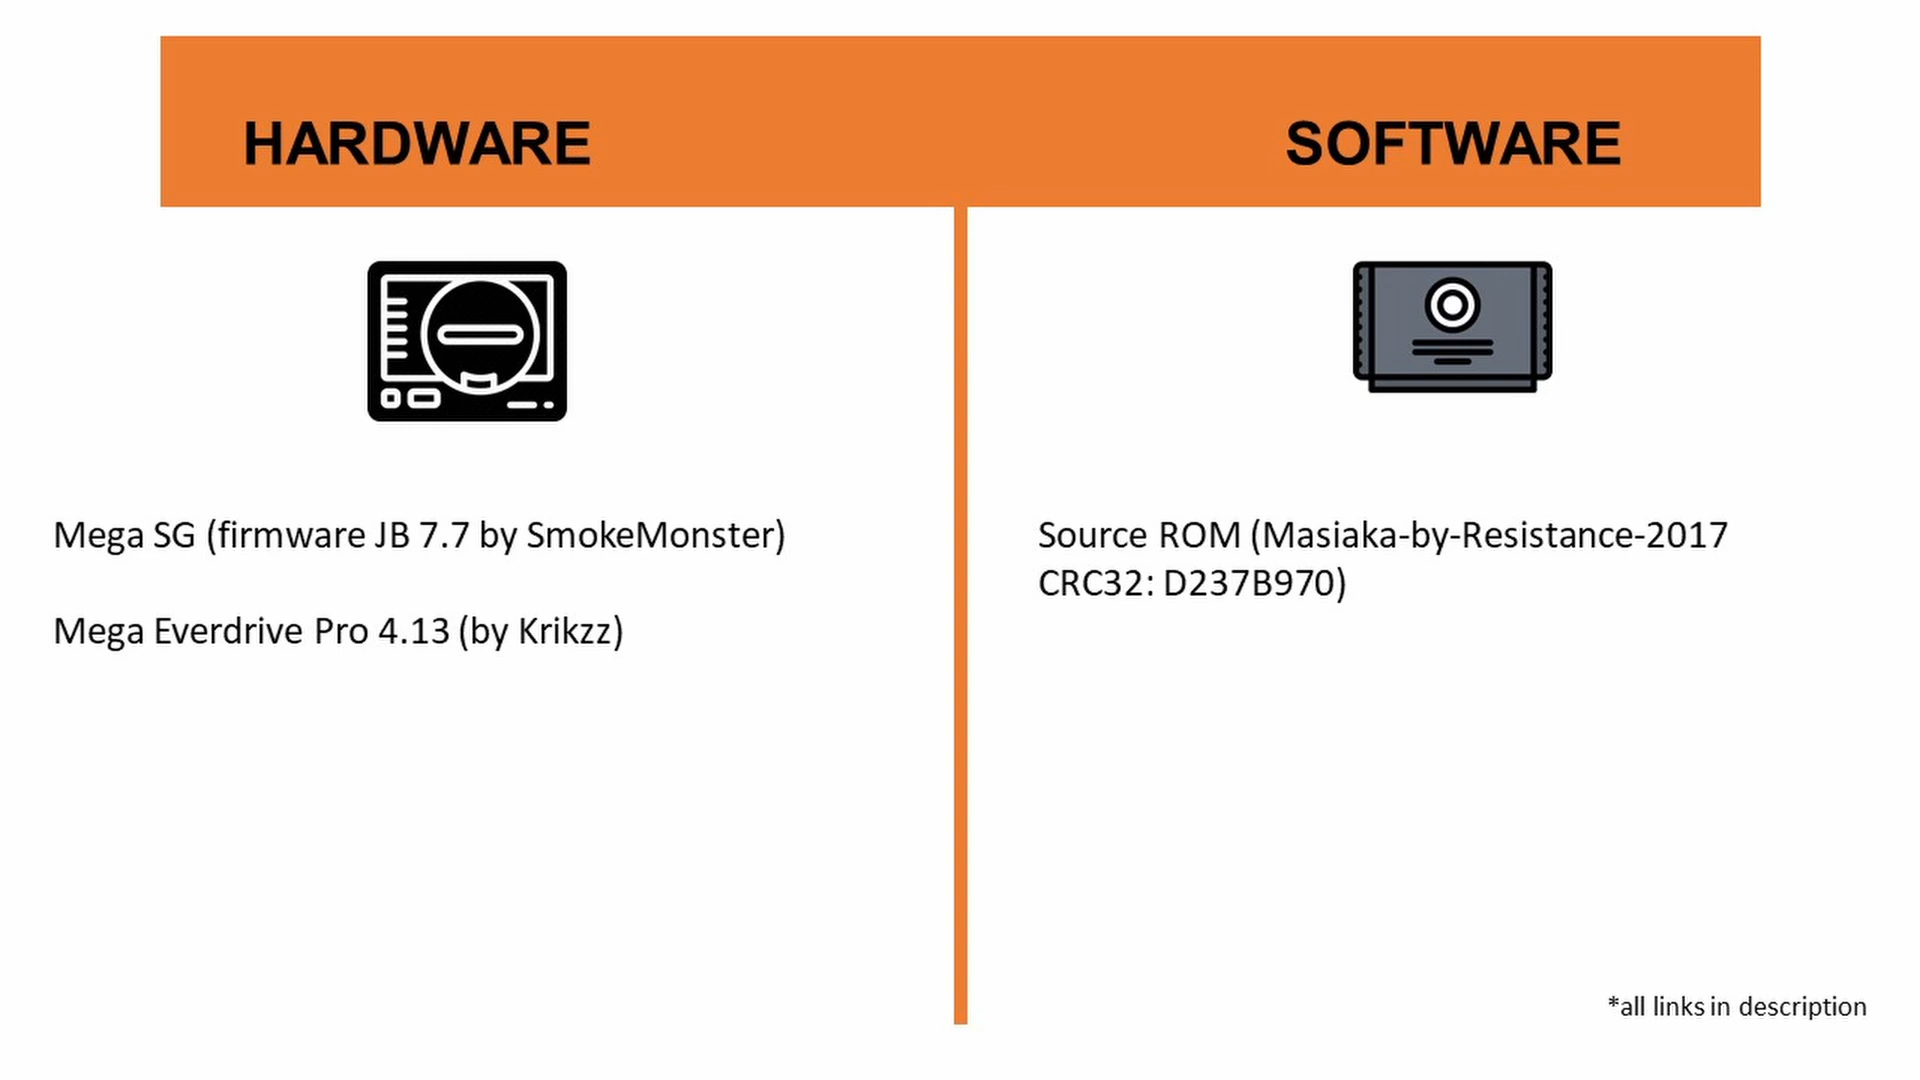 HARDWARE
SOFTWARE
Mega SG (firmware JB 7.7 by SmokeMonster)
Mega Everdrive Pro 4.13 (by Krikzz)
Source ROM (Masiaka-by-Resistance-2017
CRC32: D237B970)
*all links in description